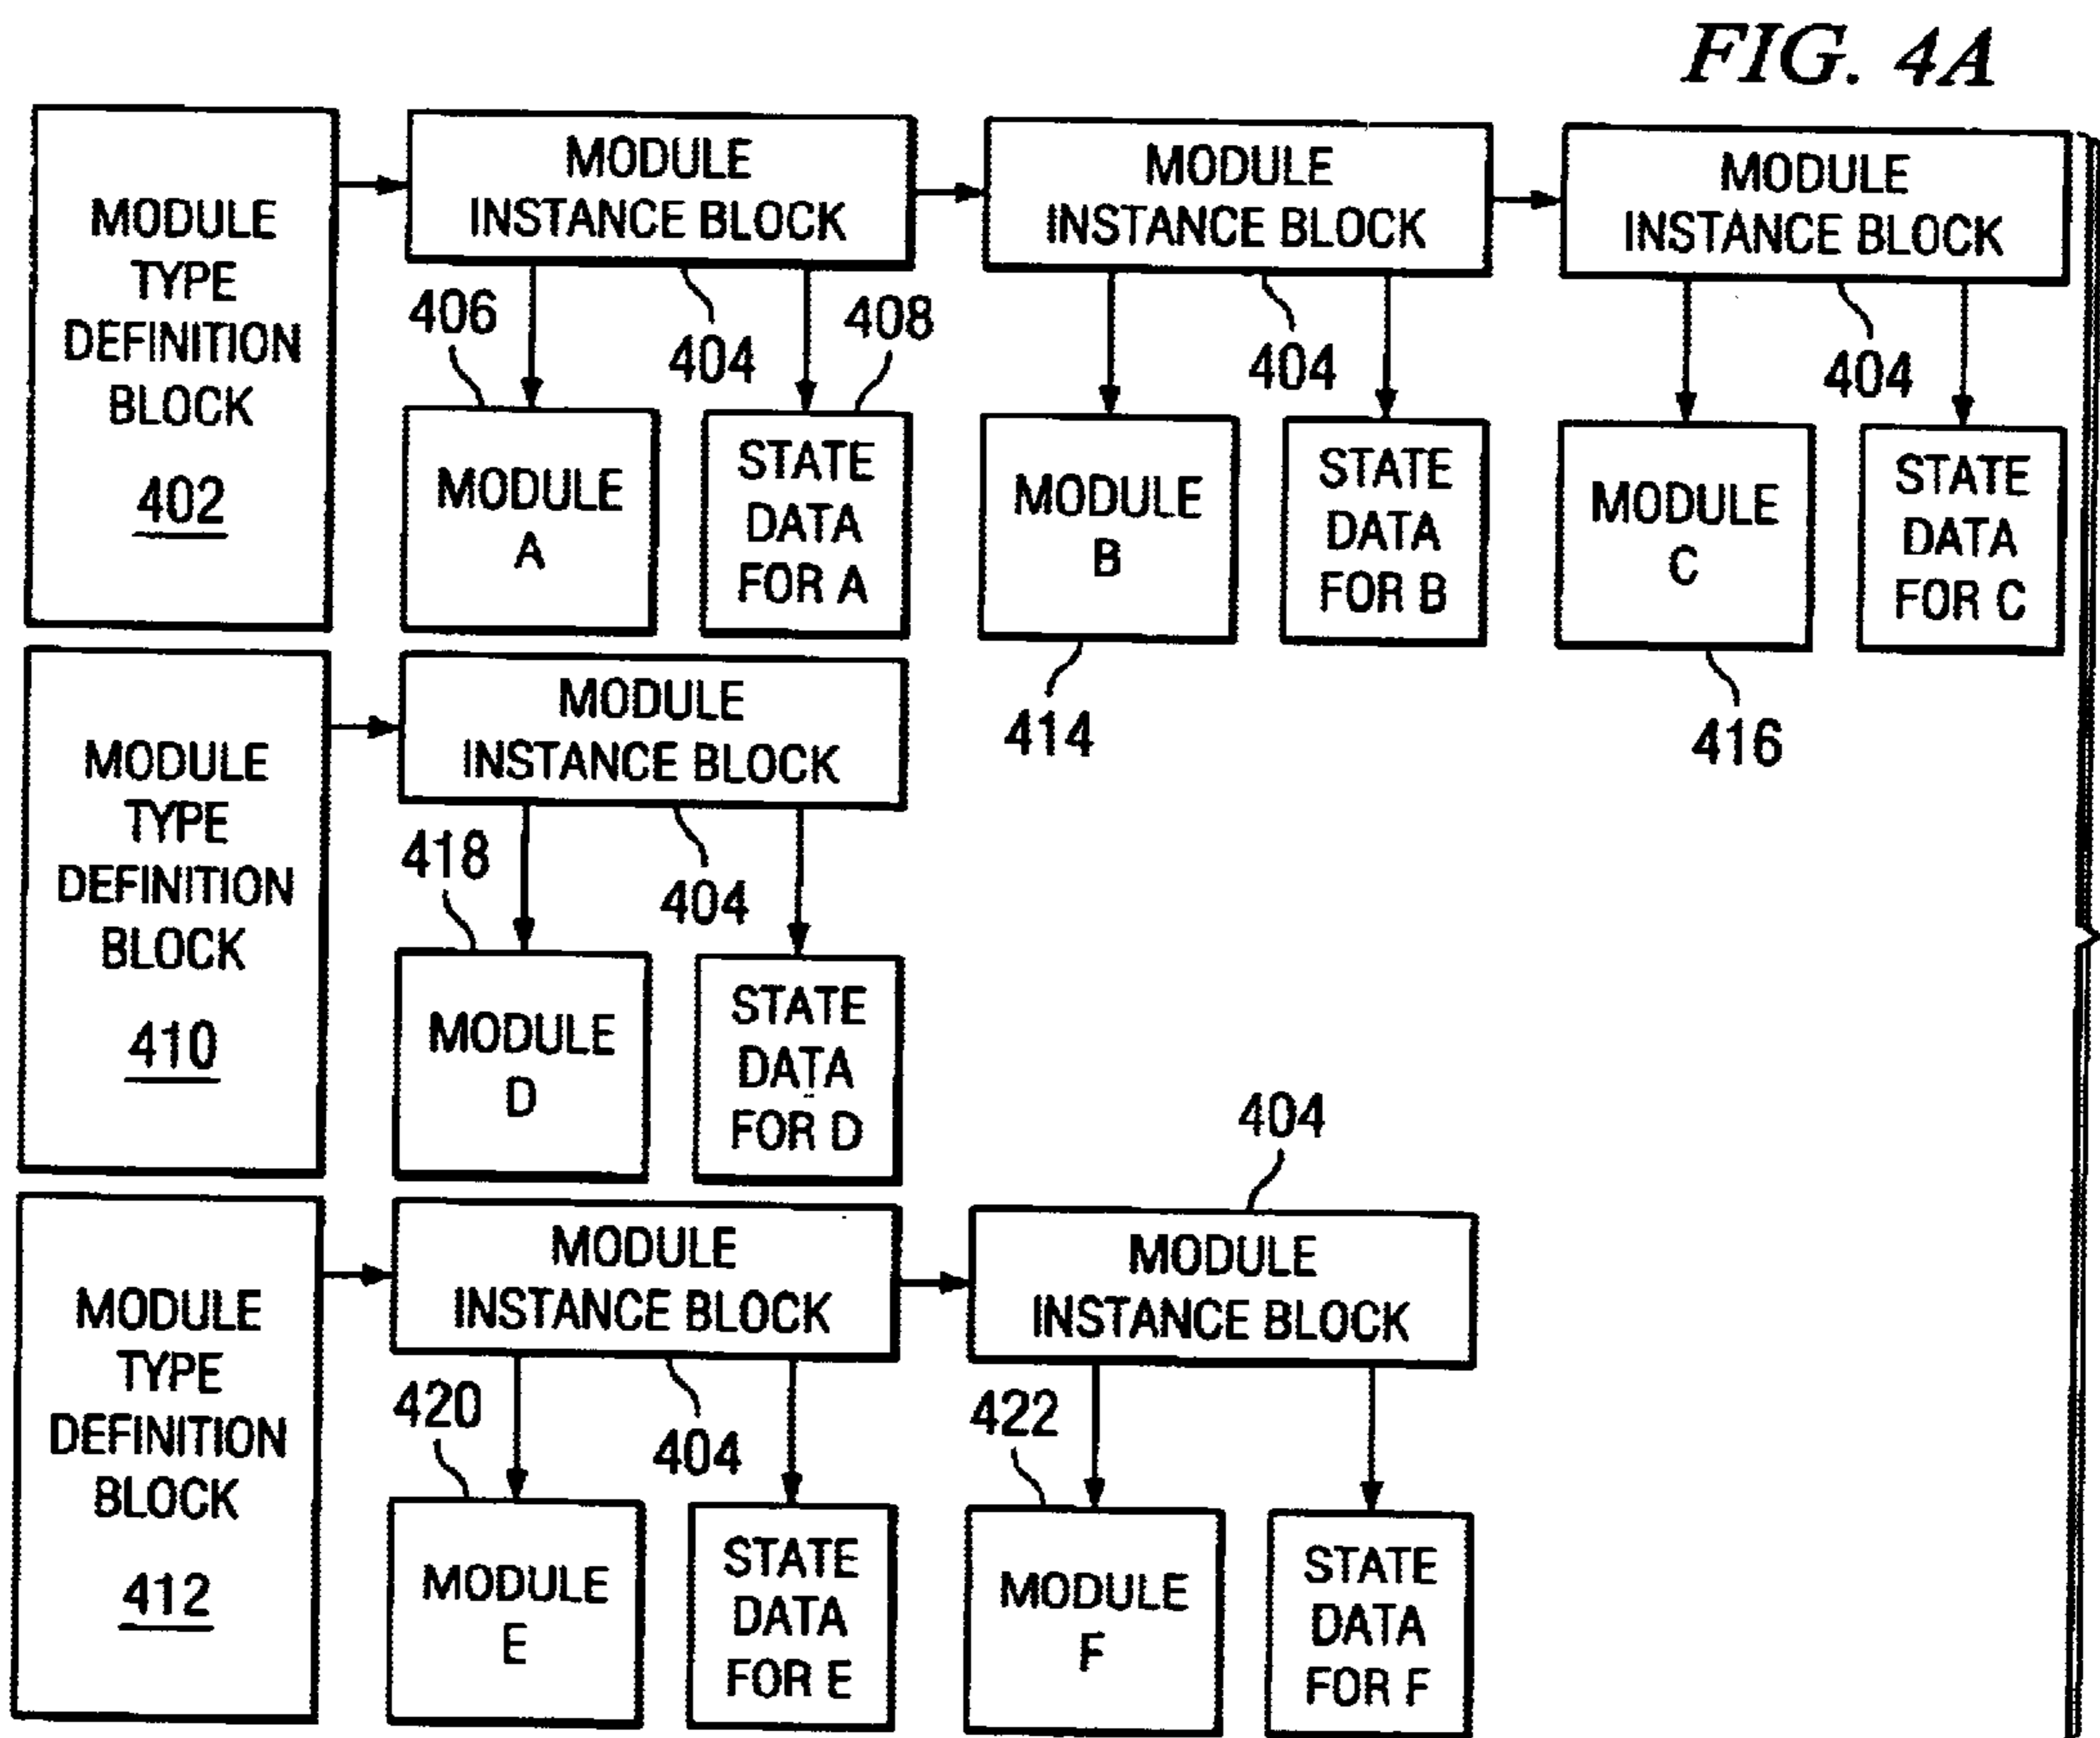 FIG. 4A
MODULE
TYPE
DEFINITION
BLOCK
402
MODULE
INSTANCE BLOCK
MODULE
INSTANCE BLOCK
MODULE
INSTANCE BLOCK
406
404
408
404
404
MODULE
A
STATE
DATA
FOR A
MODULE
B
STATE
DATA
FOR B
MODULE
C
STATE
DATA
FOR C
414
416
MODULE
TYPE
DEFINITION
BLOCK
410
MODULE
INSTANCE BLOCK
418
404
MODULE
D
STATE
DATA
FOR D
404
MODULE
TYPE
DEFINITION
BLOCK
412
MODULE
INSTANCE BLOCK
MODULE
INSTANCE BLOCK
420
404
422
MODULE
E
STATE
DATA
FOR E
MODULE
F
STATE
DATA
FOR F